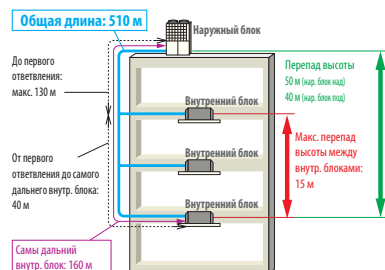 Общая длина: 510 м
Наружный блок
До первого
ответвления:
макс. 130 м
Перепад высоты
50 м (нар. блок над)
40 м (нар. блок под)
Внутренний блок
Макс. перепад
высоты между
внутр. блоками:
15 м
От первого
ответвления до самого
дальнего внутр. блока:
40 м
Внутренний блок
Внутренний блок
Самы дальний
внутр. блок: 160 м